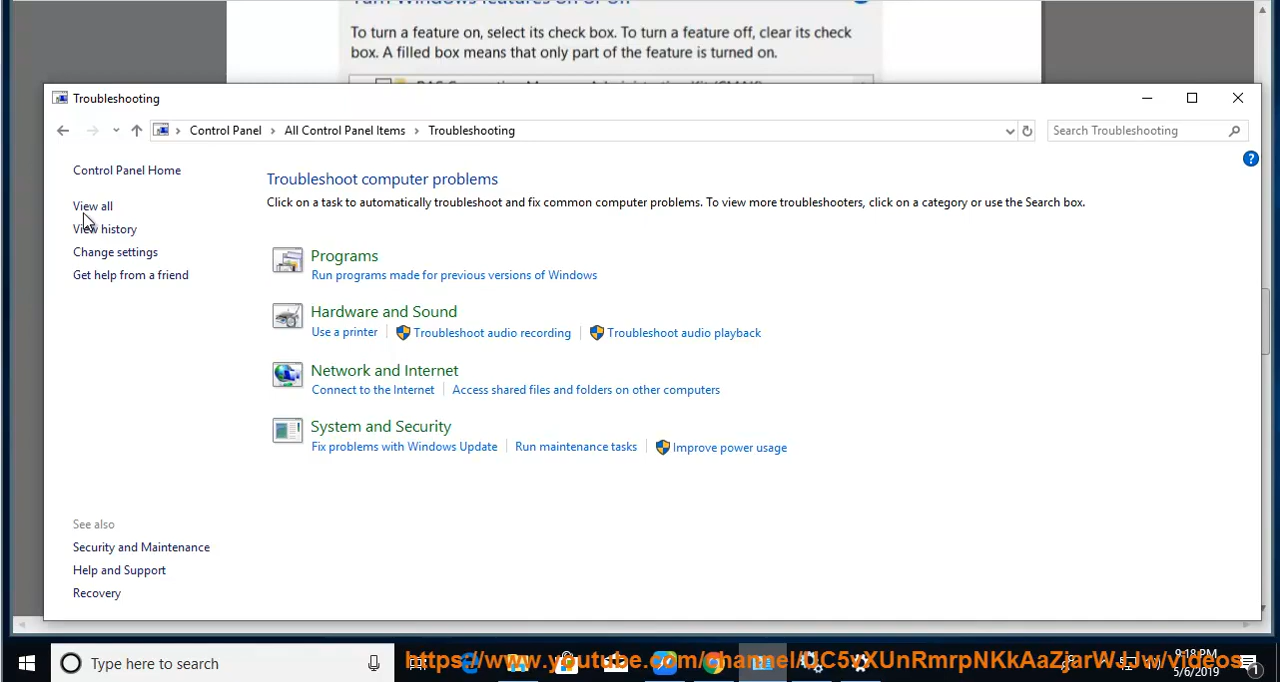 To turn a feature on, select its check box. To turn a feature off, clear its check
box. A filled box means that only part of the feature is turned on.
Troubleshooting
Control Panel > All Control Panel Items > Troubleshooting
Search Troubleshooting
Control Panel Home
View all
View history
Change settings
Get help from a friend
Troubleshoot computer problems
Click on a task to automatically troubleshoot and fix common computer problems. To view more troubleshooters, click on a category or use the Search box.
Programs
Run programs made for previous versions of Windows
Hardware and Sound
Use a printer
Troubleshoot audio recording
Troubleshoot audio playback
Network and Internet
Connect to the Internet
Access shared files and folders on other computers
System and Security
Fix problems with Windows Update
Run maintenance tasks
Improve power usage
See also
Security and Maintenance
Help and Support
Recovery
Type here to search
9:18 PM
5/6/2019
1